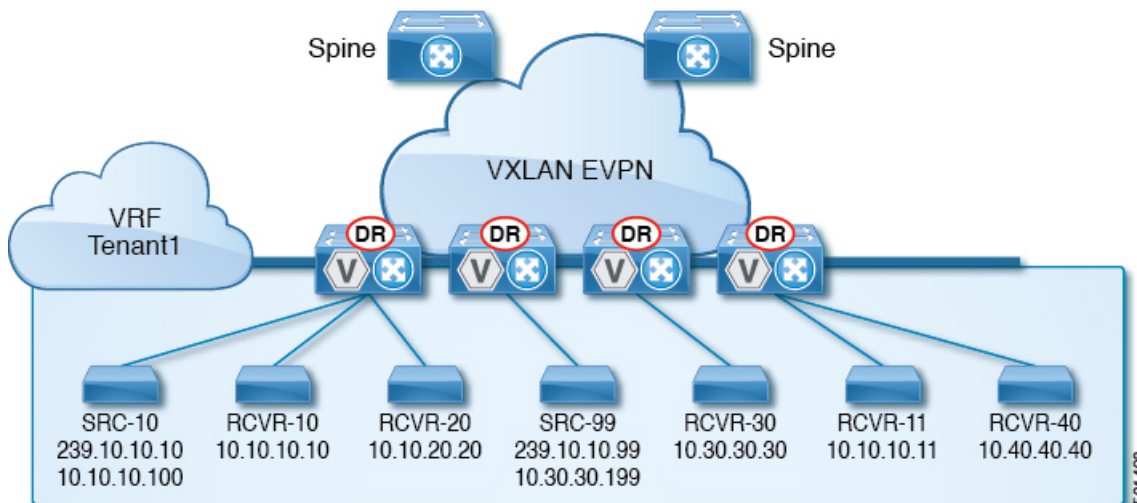 Spine
Spine
VXLAN EVPN
VRF
Tenant1
DR
DR
DR
DR
V
V
V
V
SRC-10
239.10.10.10
10.10.10.100
RCVR-10
10.10.10.10
RCVR-20
10.10.20.20
SRC-99
239.10.10.99
10.30.30.199
RCVR-30
10.30.30.30
RCVR-11
10.10.10.11
RCVR-40
10.40.40.40